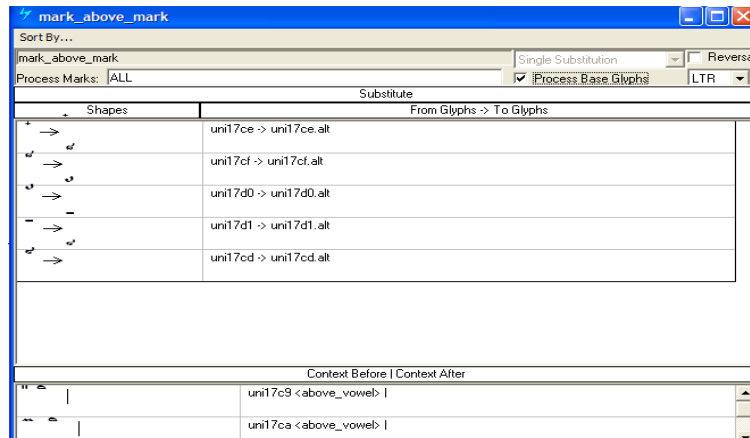 mark_above_mark
Sort By...
mark_above_mark Single Substitution Reversa
Process Marks: ALL Process Base Glyphs LTR
Substitute
Shapes From Glyphs -> To Glyphs
uni17ce -> uni17ce.alt
uni17cf -> uni17cf.alt
uni17d0 -> uni17d0.alt
uni17d1 -> uni17d1.alt
uni17cd -> uni17cd.alt
Context Before | Context After
uni17c9 <above_vowel> |
uni17ca <above_vowel> |